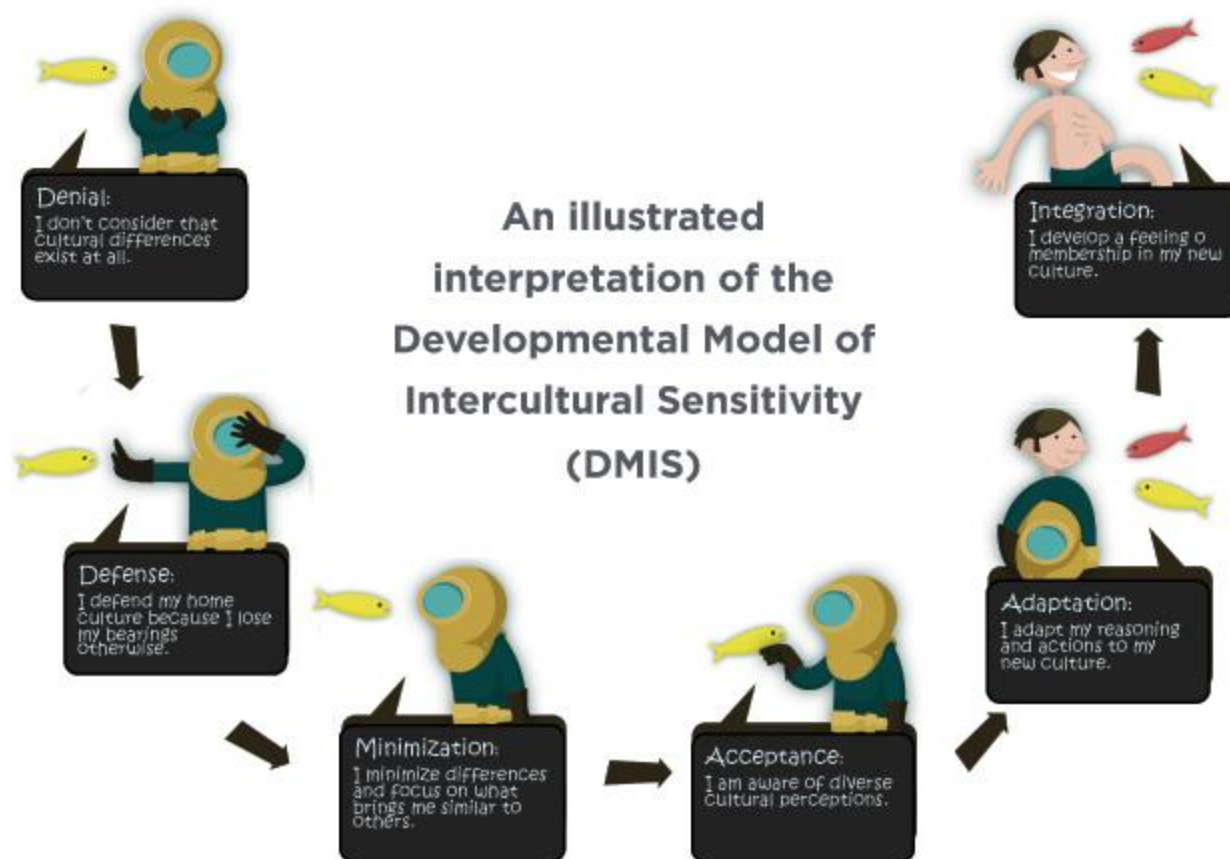 An illustrated
interpretation of the
Developmental Model of
Intercultural Sensitivity
(DMIS)
Denial:
I don't consider that
cultural differences
exist at all.
Defense:
I defend my home
culture because I lose
my bearings
otherwise.
Minimization:
I minimize differences
and focus on what
brings me similar to
others.
Acceptance:
I am aware of diverse
cultural perceptions.
Adaptation:
I adapt my reasoning
and actions to my
new culture.
Integration:
I develop a feeling o
membership in my new
culture.